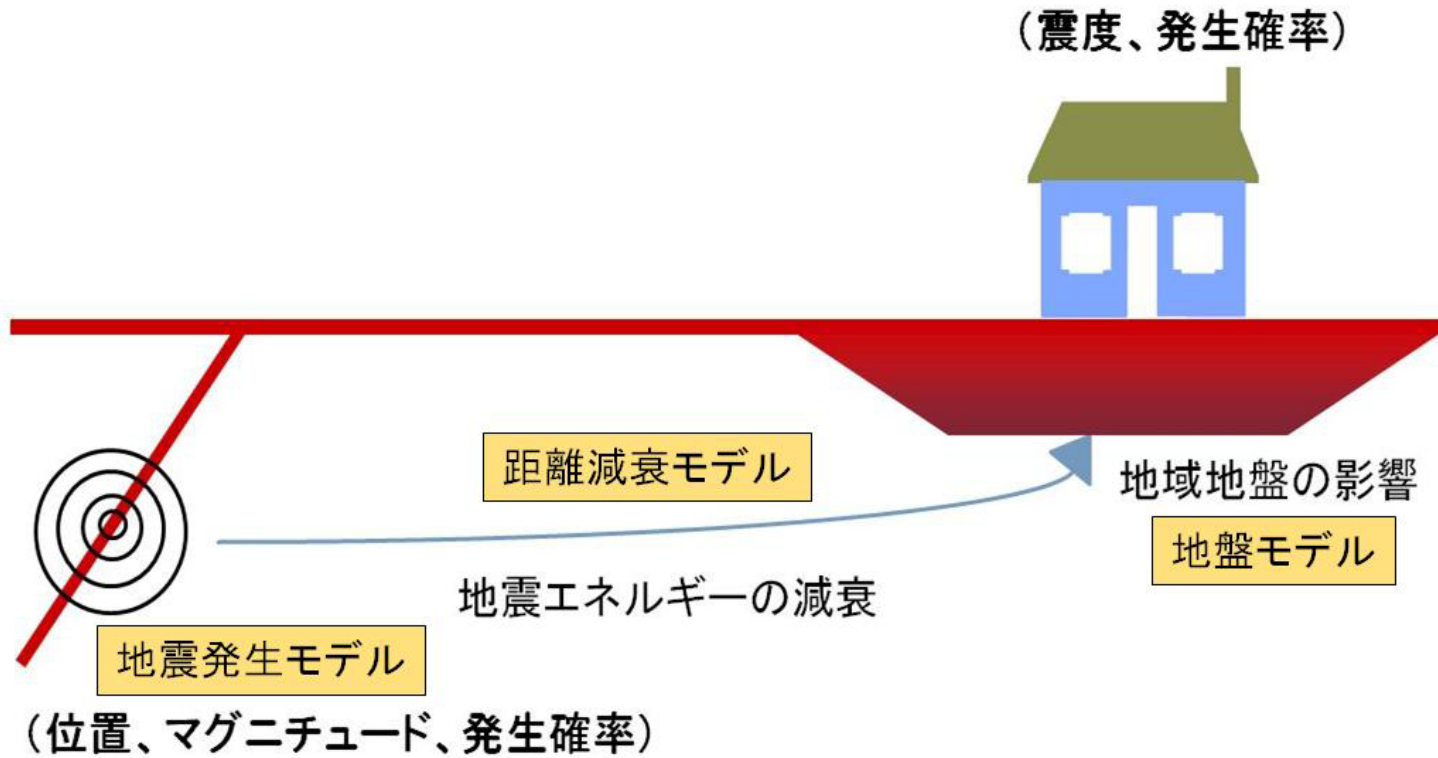 （震度、発生確率）
距離減衰モデル
地域地盤の影響
地盤モデル
地震エネルギーの減衰
地震発生モデル
（位置、マグニチュード、発生確率）